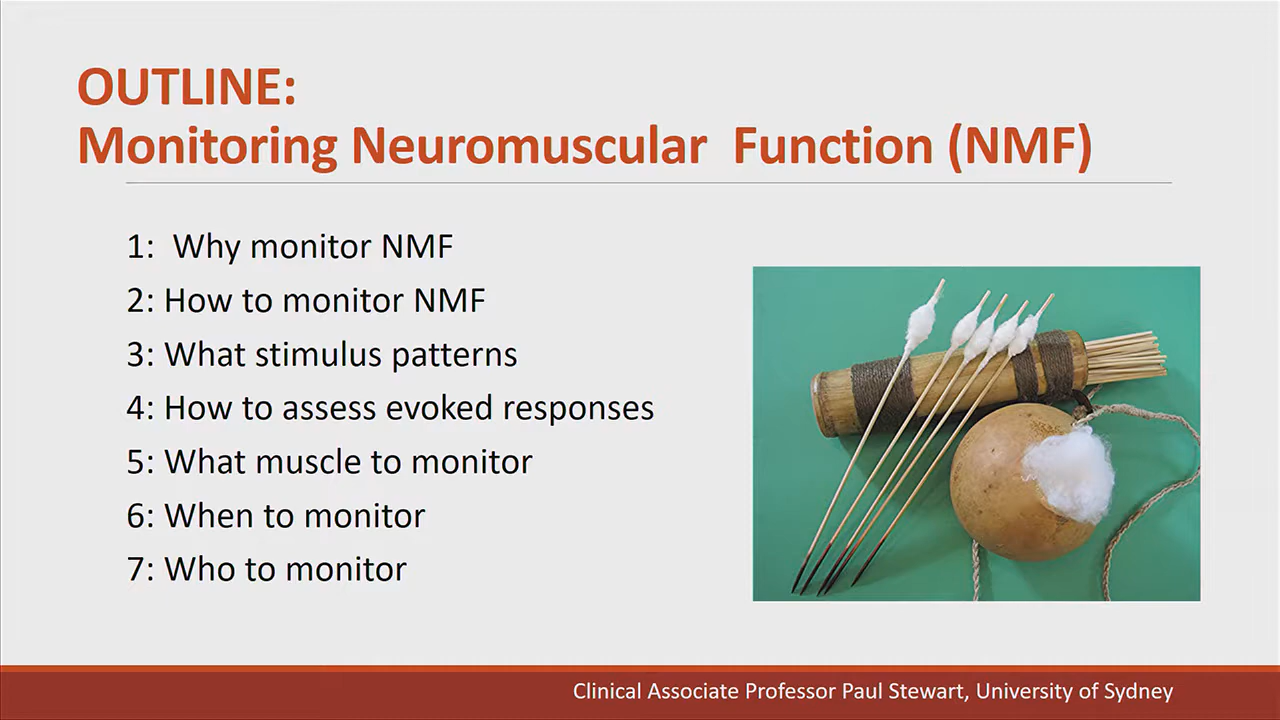 OUTLINE:
Monitoring Neuromuscular Function (NMF)
1: Why monitor NMF
2: How to monitor NMF
3: What stimulus patterns
4: How to assess evoked responses
5: What muscle to monitor
6: When to monitor
7: Who to monitor
Clinical Associate Professor Paul Stewart, University of Sydney